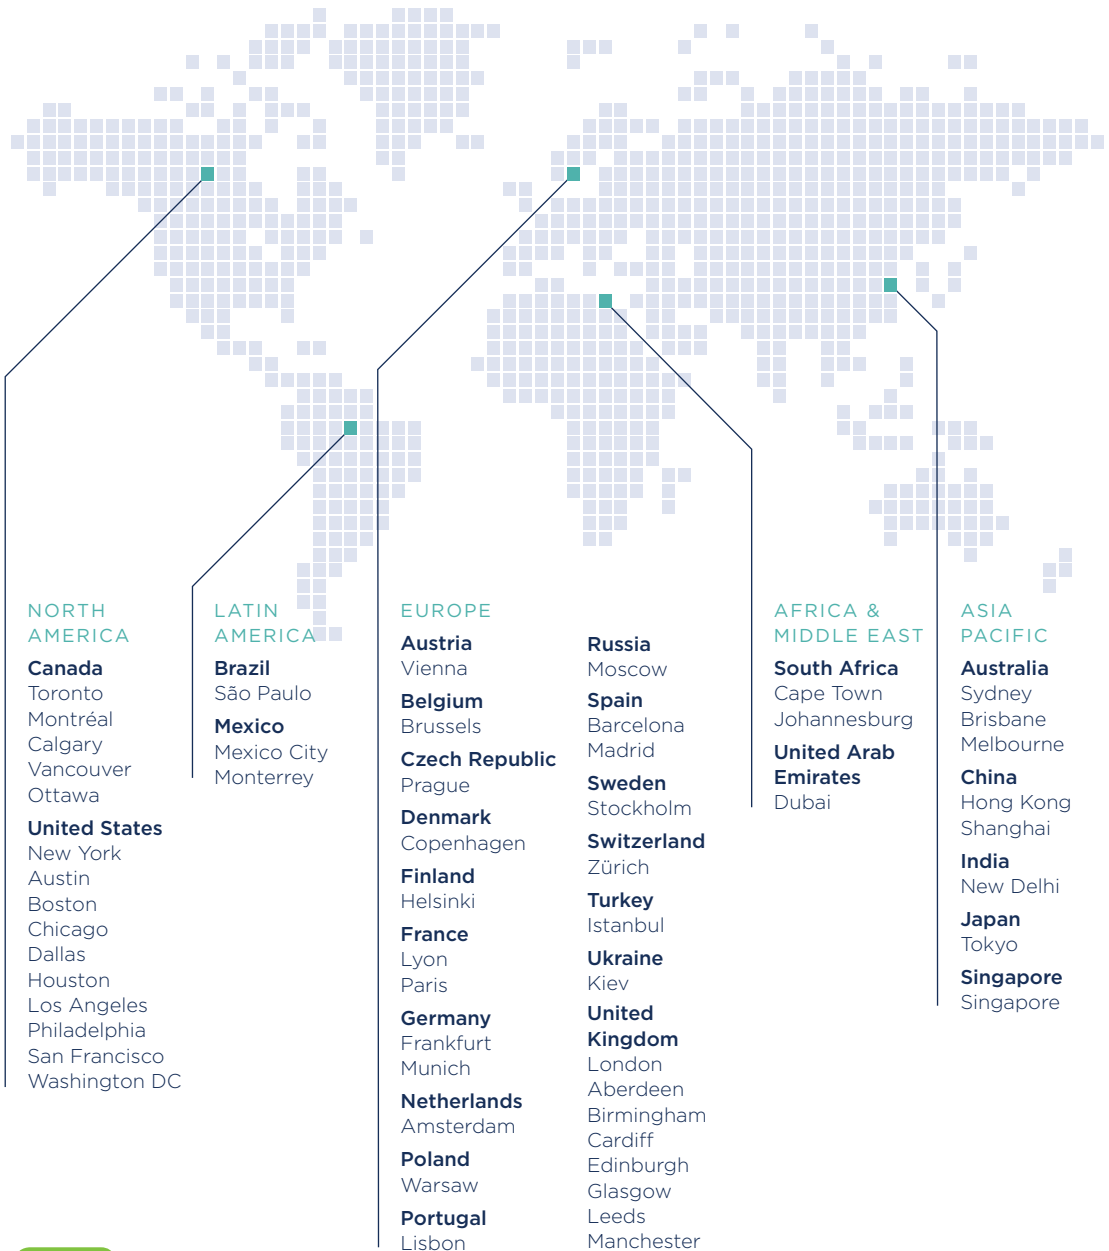 NORTH
AMERICA
Canada
Toronto
Montréal
Calgary
Vancouver
Ottawa
United States
New York
Austin
Boston
Chicago
Dallas
Houston
Los Angeles
Philadelphia
San Francisco
Washington DC
LATIN
AMERICA
Brazil
São Paulo
Mexico
Mexico City
Monterrey
EUROPE
Austria
Vienna
Belgium
Brussels
Czech Republic
Prague
Denmark
Copenhagen
Finland
Helsinki
France
Lyon
Paris
Germany
Frankfurt
Munich
Netherlands
Amsterdam
Poland
Warsaw
Portugal
Lisbon
Russia
Moscow
Spain
Barcelona
Madrid
Sweden
Stockholm
Switzerland
Zürich
Turkey
Istanbul
Ukraine
Kiev
United
Kingdom
London
Aberdeen
Birmingham
Cardiff
Edinburgh
Glasgow
Leeds
Manchester
AFRICA &
MIDDLE EAST
South Africa
Cape Town
Johannesburg
United Arab
Emirates
Dubai
ASIA
PACIFIC
Australia
Sydney
Brisbane
Melbourne
China
Hong Kong
Shanghai
India
New Delhi
Japan
Tokyo
Singapore
Singapore